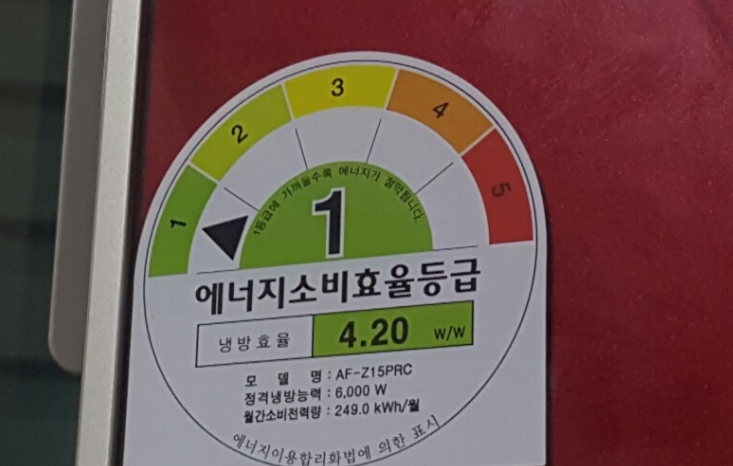 1 2 3 4 5
1등급에 가까울수록 에너지가 절약됩니다.
1
에너지소비효율등급
냉방효율 4.20 W/W
모 델 명 : AF-Z15PRC
정격냉방능력 : 6,000 W
월간소비전력량 : 249.0 kWh/월
에너지이용합리화법에 의한 표시